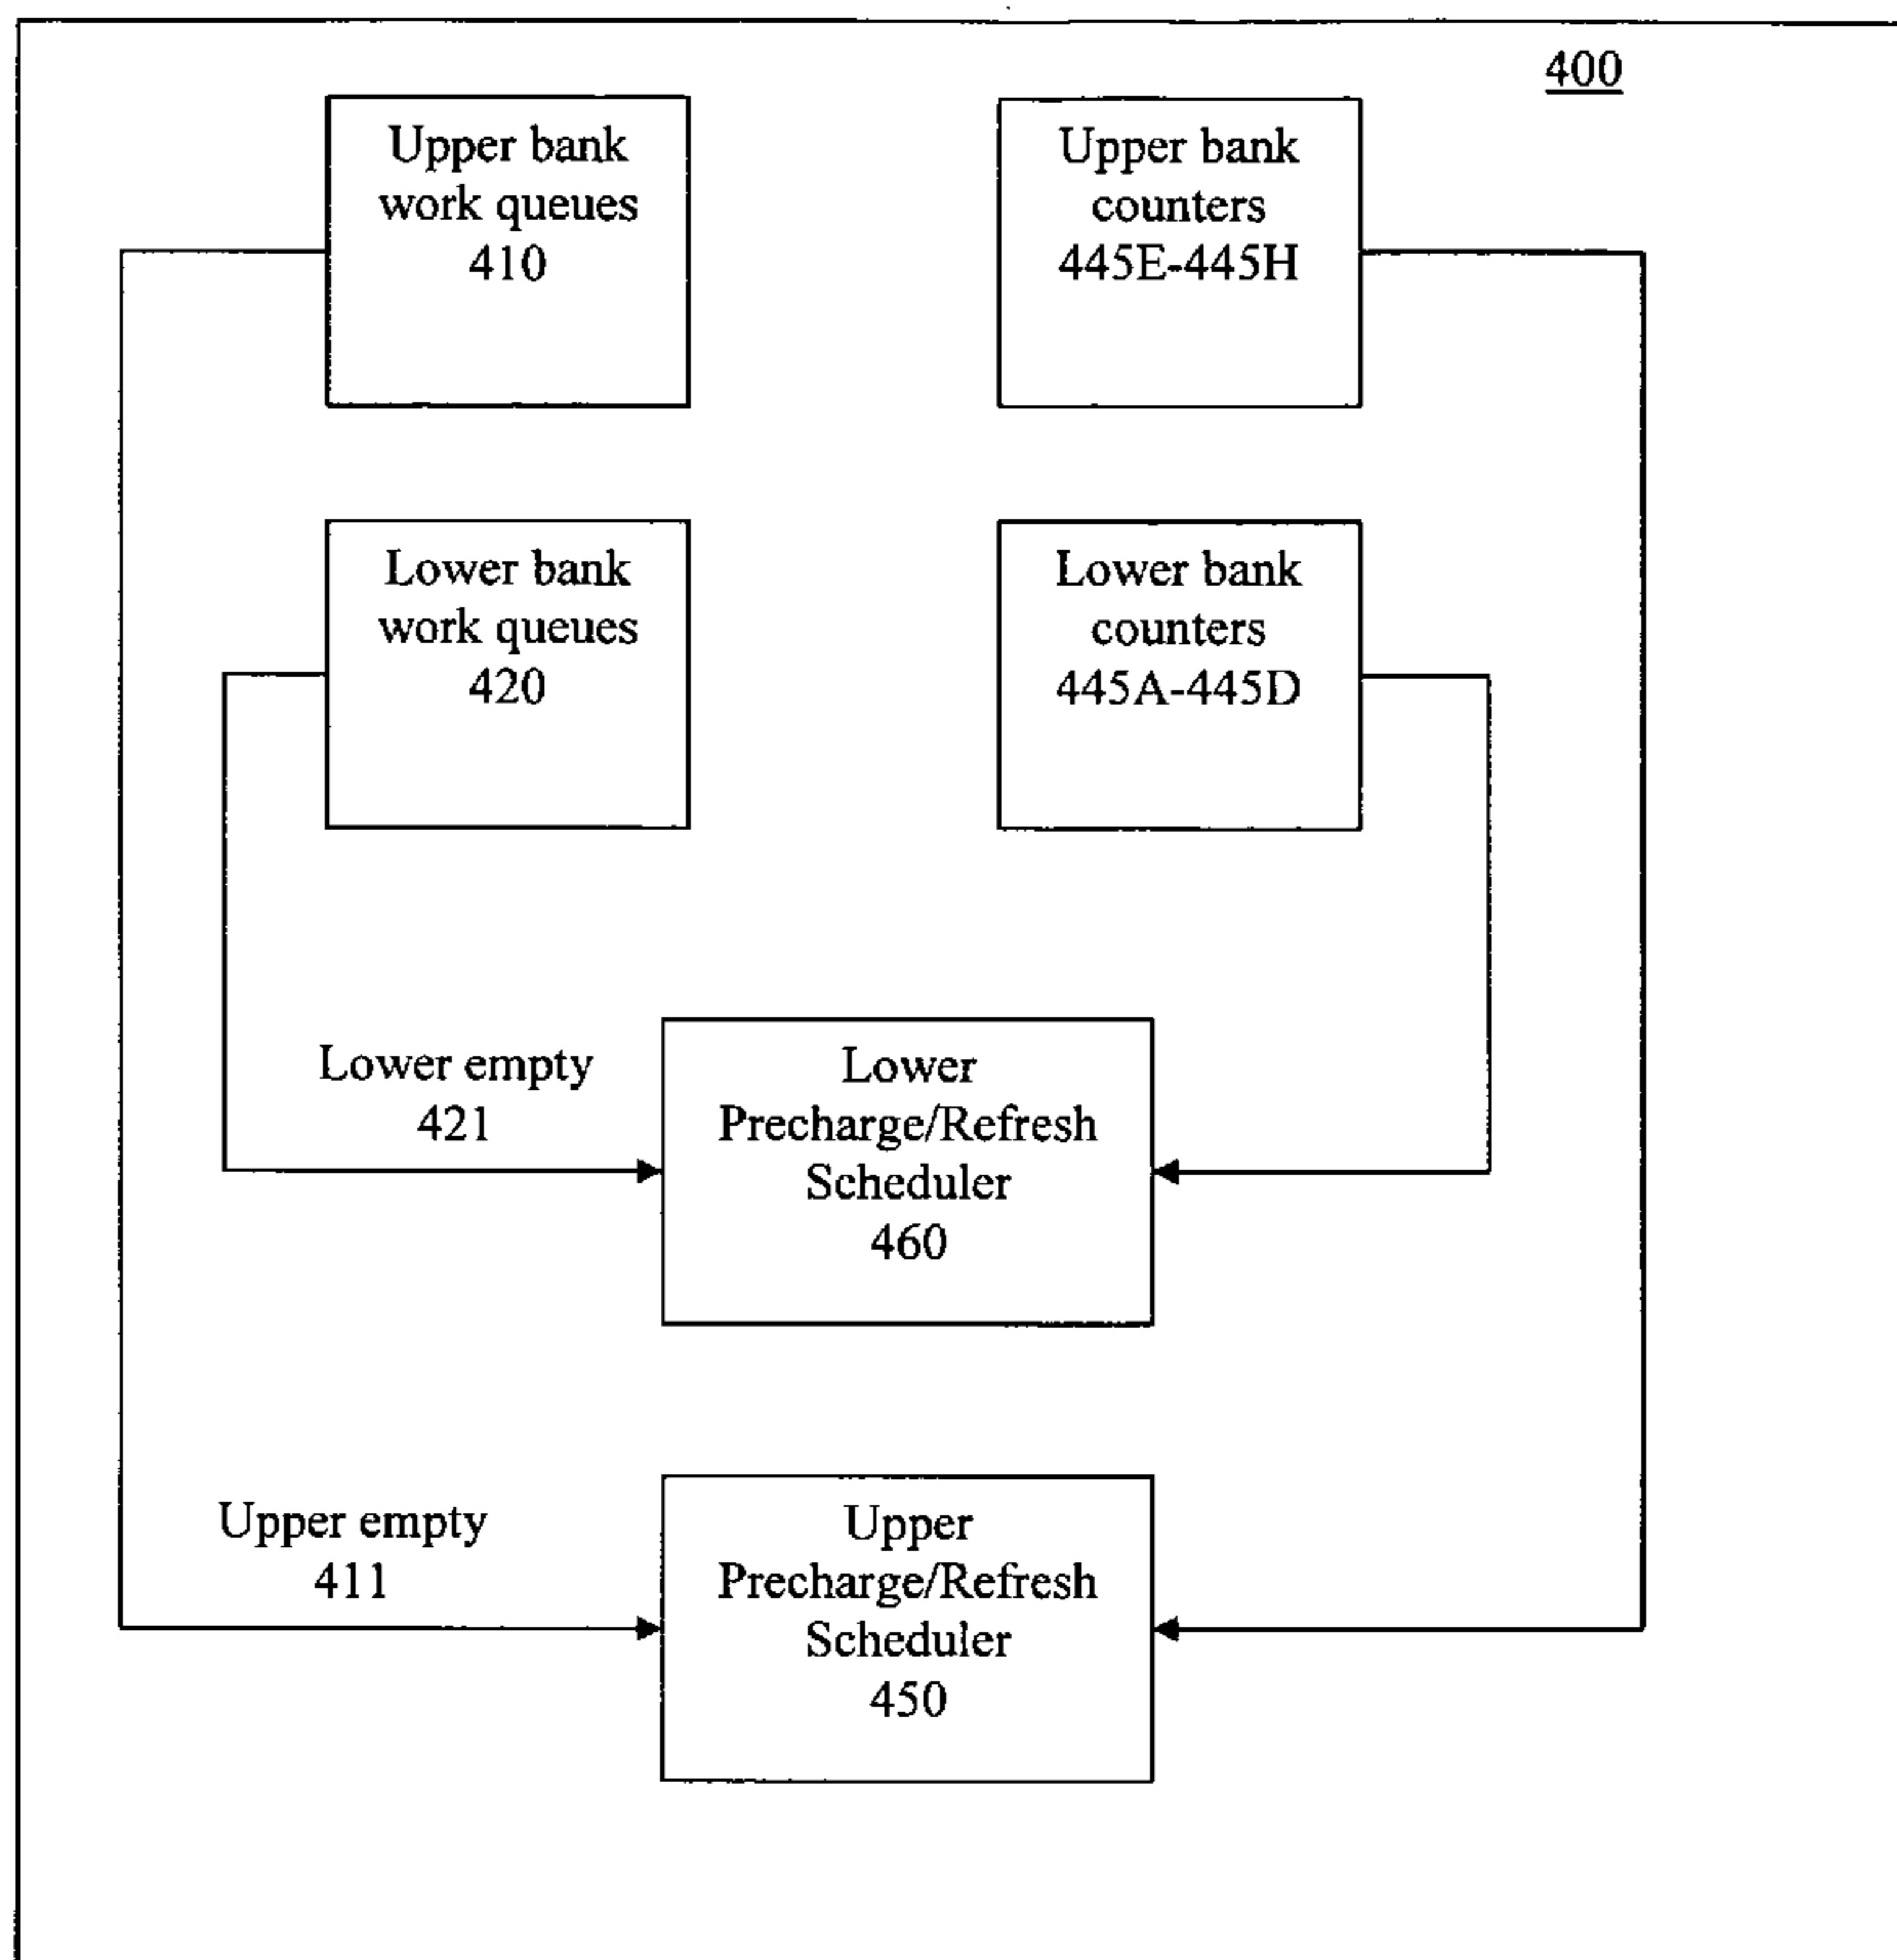 400
Upper bank
work queues
410
Upper bank
counters
445E-445H
Lower bank
work queues
420
Lower bank
counters
445A-445D
Lower empty
421
Lower
Precharge/Refresh
Scheduler
460
Upper empty
411
Upper
Precharge/Refresh
Scheduler
450